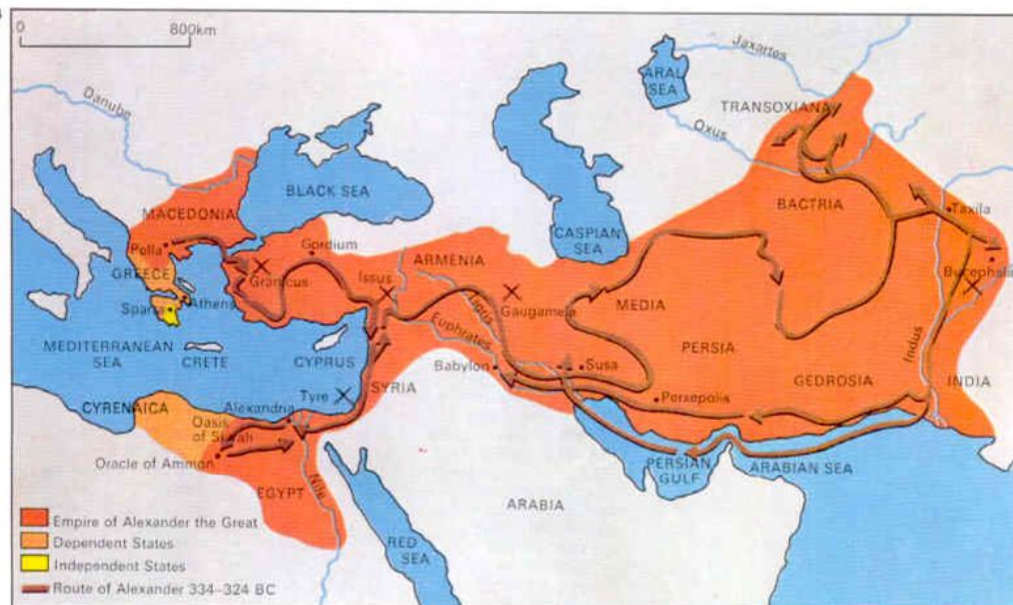 0 800km
Danube
Jaxartes
ARAL
SEA
TRANSOXIANA
Oxus
BLACK SEA
MACEDONIA
BACTRIA
Taxila
CASPIAN
SEA
Pella
Gordium
GREECE
Granicus
ARMENIA
Issus
Bucephala
Athens
Sparta
Tigris
Gaugamela
MEDIA
Euphrates
MEDITERRANEAN
SEA
CRETE
CYPRUS
PERSIA
Indus
Babylon
Susa
SYRIA
GEDROSIA
INDIA
Tyre
Persepolis
CYRENAICA
Alexandria
Oasis
of Siwah
Oracle of Ammon
PERSIAN
GULF
ARABIAN SEA
EGYPT
Nile
ARABIA
RED
SEA
Empire of Alexander the Great
Dependent States
Independent States
Route of Alexander 334–324 BC